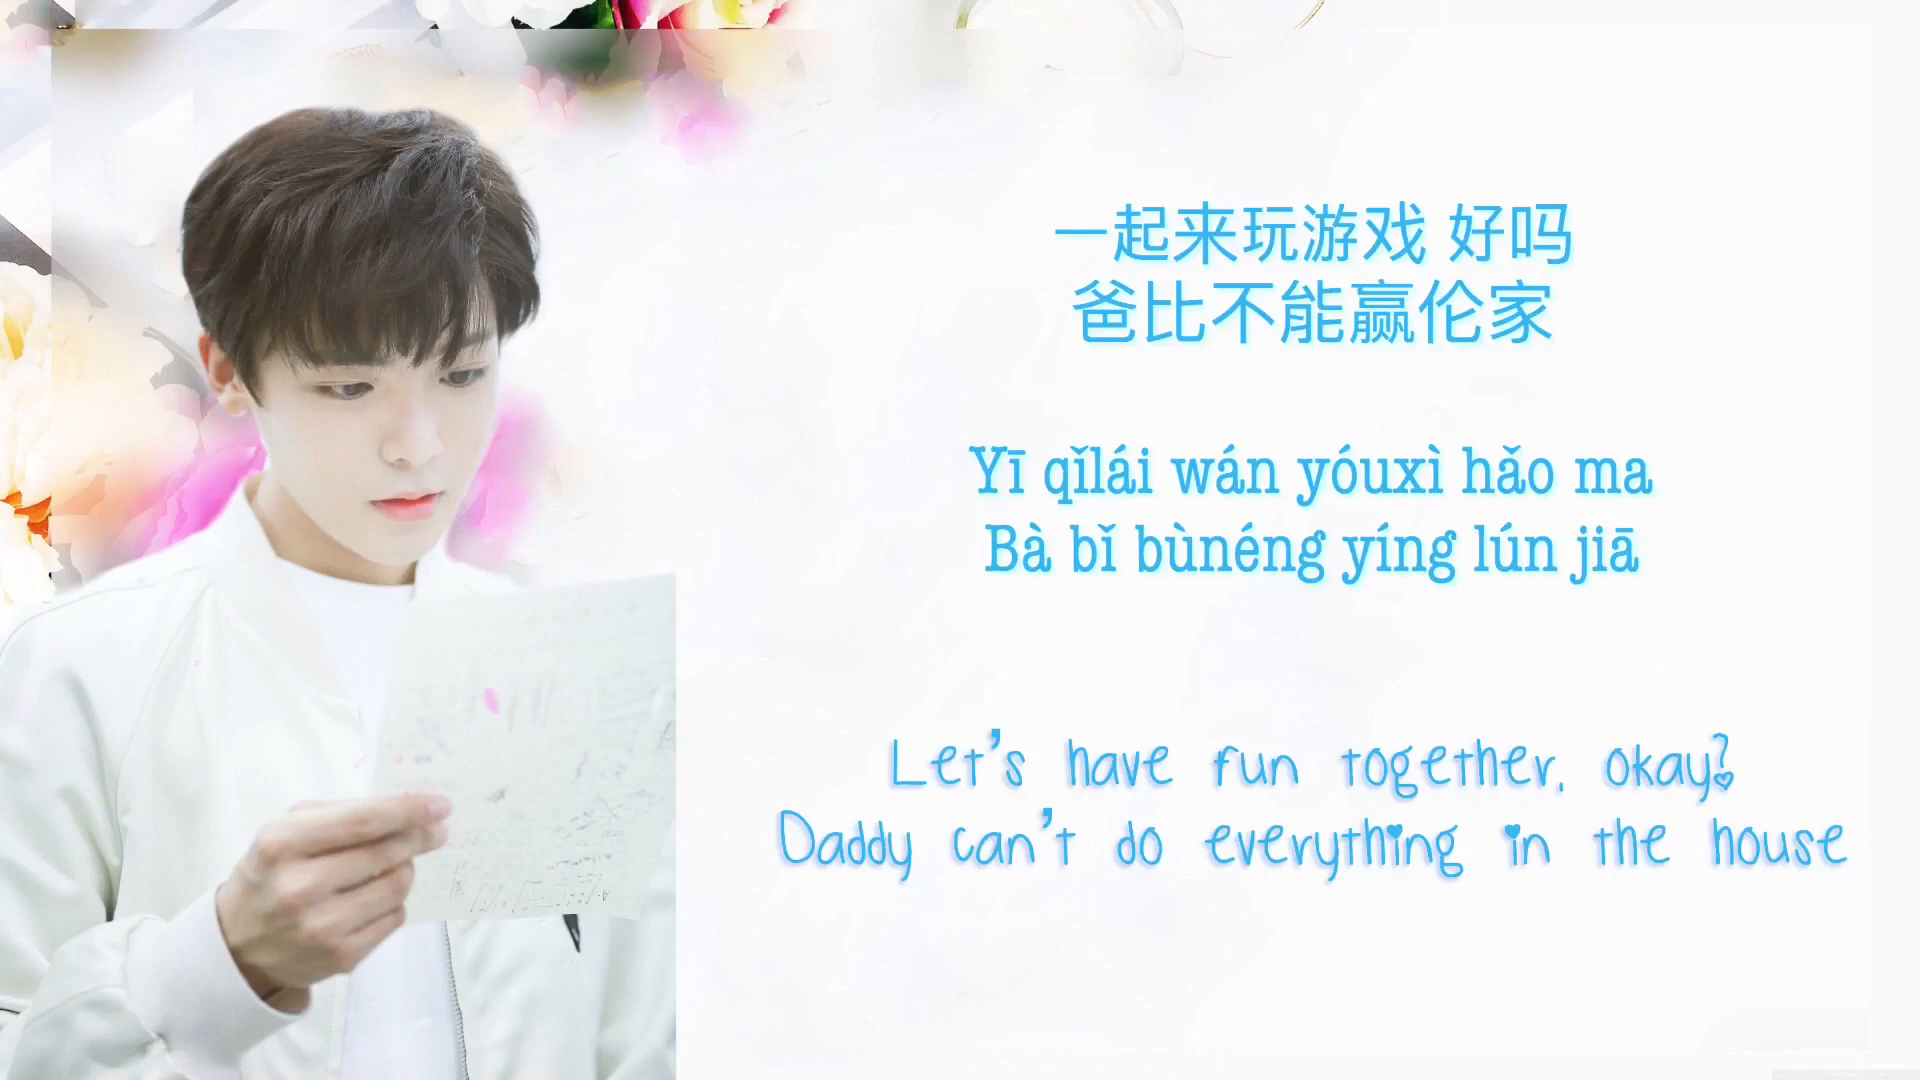 一起来玩游戏 好吗
爸比不能赢伦家
Yī qǐlái wán yóuxì hǎo ma
Bà bǐ bùnéng yíng lún jiā
Let's have fun together, okay?
Daddy can't do everything in the house